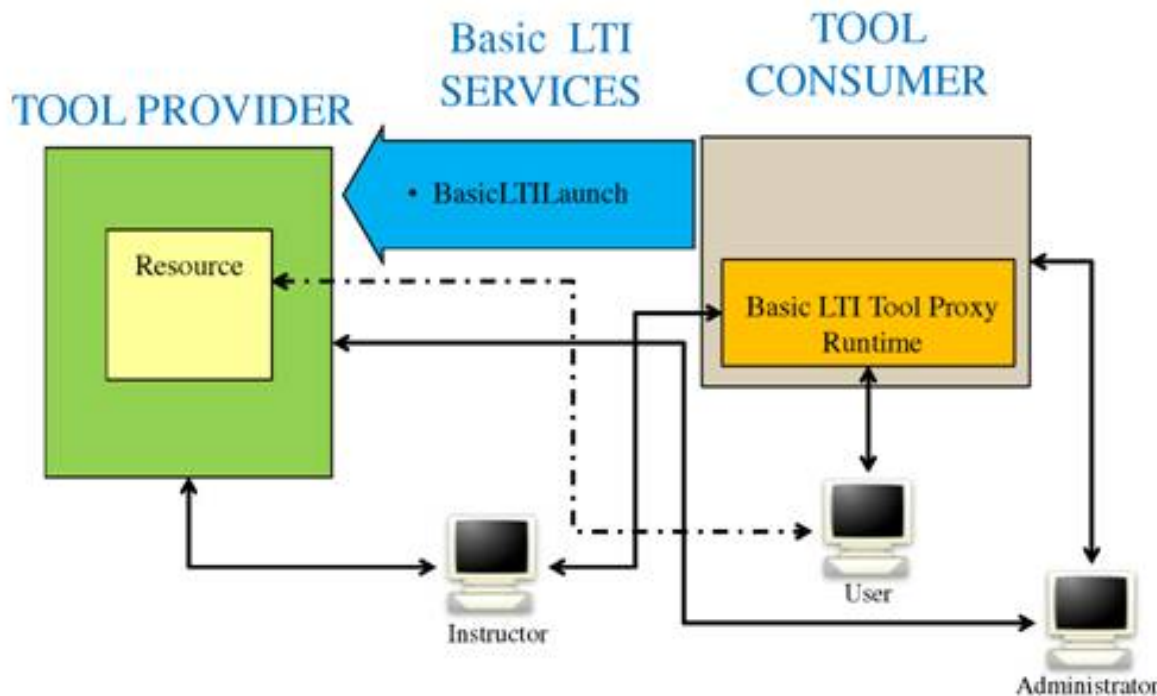 Basic LTI
SERVICES
TOOL
CONSUMER
TOOL PROVIDER
• BasicLTILaunch
Resource
Basic LTI Tool Proxy
Runtime
User
Instructor
Administrator